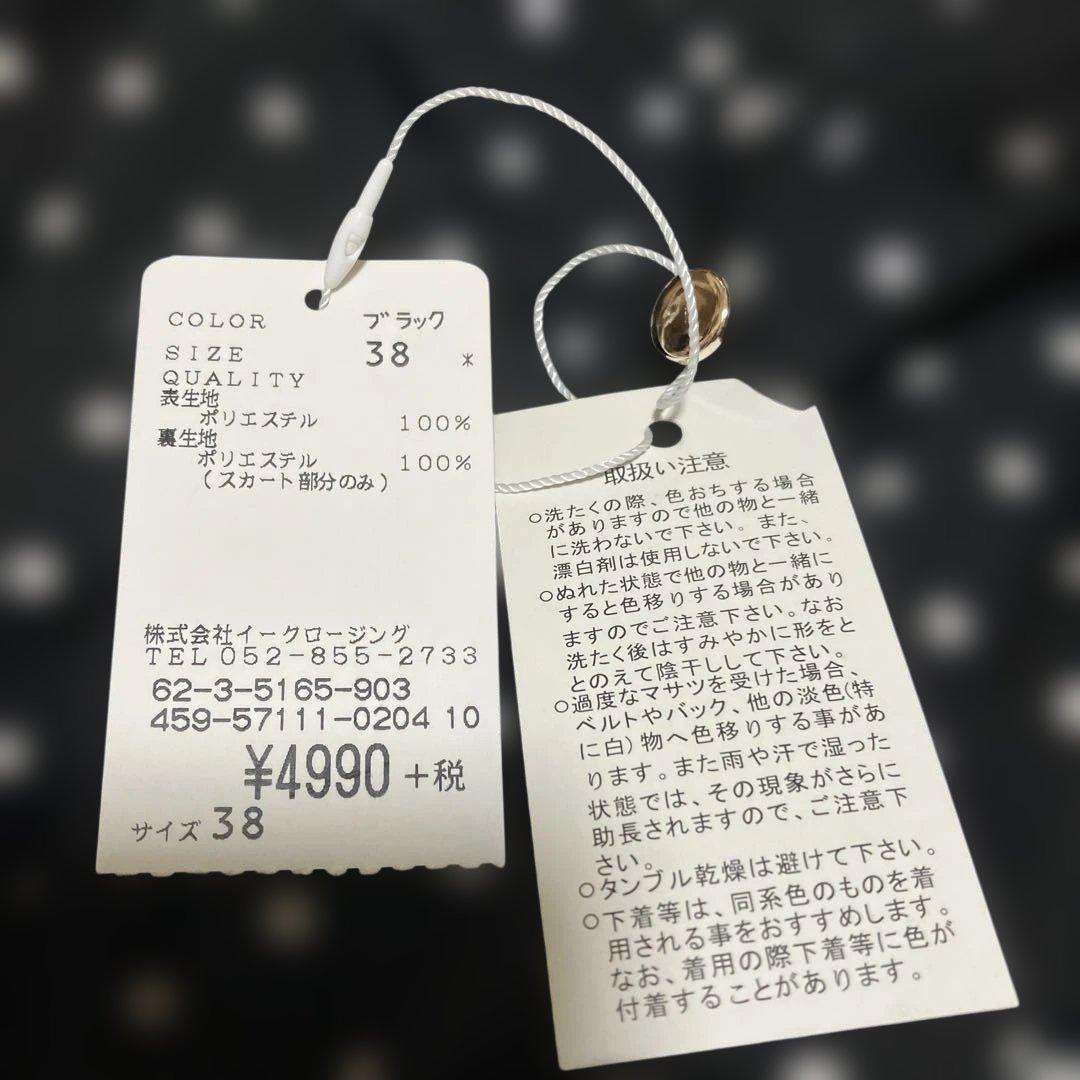 COLOR ブラック
SIZE 38 *
QUALITY
表生地
ポリエステル 100%
裏生地
ポリエステル 100%
(スカート部分のみ)
株式会社イークロージング
TEL 052-855-2733
62-3-5165-903
459-57111-0204 10
¥4990 +税
サイズ 38
取扱い注意
○洗たくの際、色おちする場合
がありますので他の物と一緒
に洗わないで下さい。また、
漂白剤は使用しないで下さい。
○ぬれた状態で他の物と一緒に
すると色移りする場合があり
ますのでご注意下さい。なお
洗たく後はすみやかに形をと
とのえて陰干しして下さい。
○過度なマサツを受けた場合、
ベルトやバック、他の淡色(特
に白)物へ色移りする事があ
ります。また雨や汗で湿った
状態では、その現象がさらに
助長されますので、ご注意下
さい。
○タンブル乾燥は避けて下さい。
○下着等は、同系色のものを着
用される事をおすすめします。
なお、着用の際下着等に色が
付着することがあります。